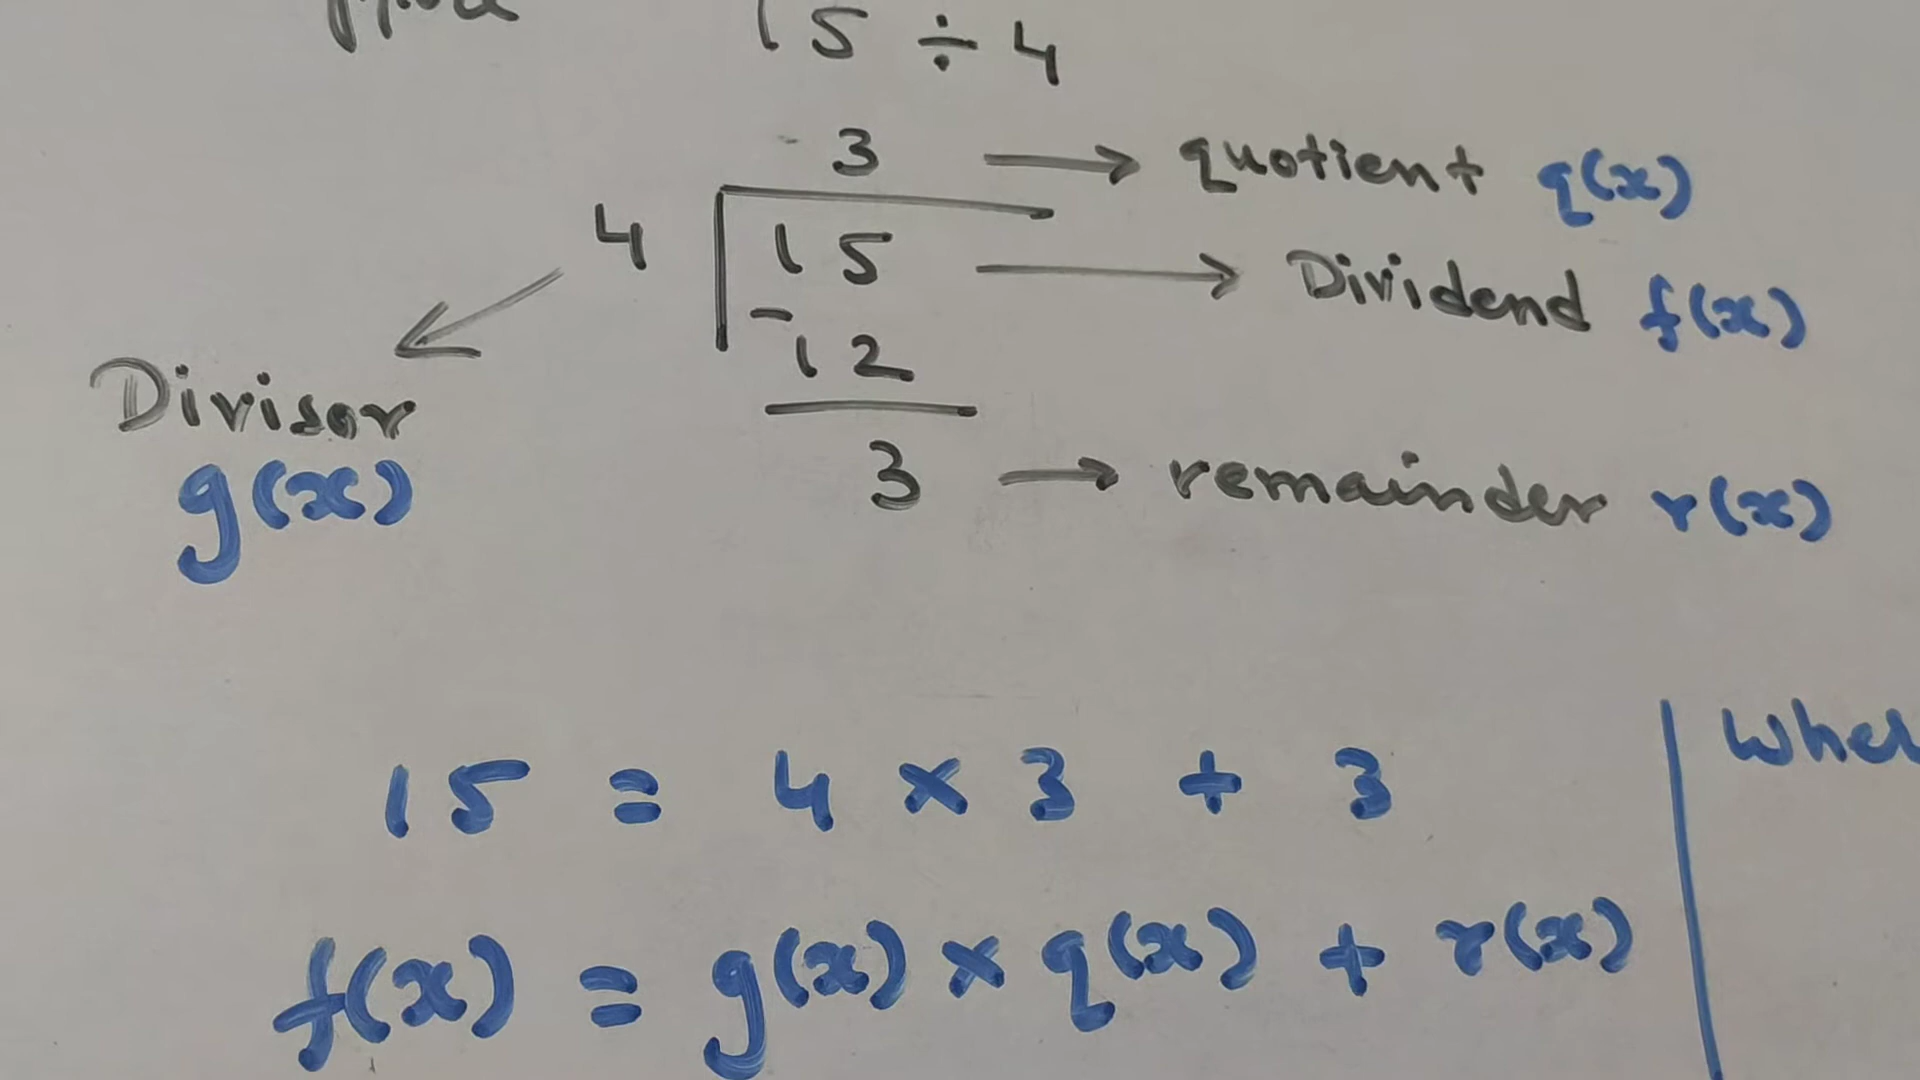 15 ÷ 4
3 → quotient q(x)
4 15 → Dividend f(x)
- 12
Divisor
g(x)
3 → remainder r(x)
15 = 4 × 3 + 3
f(x) = g(x) × q(x) + r(x)